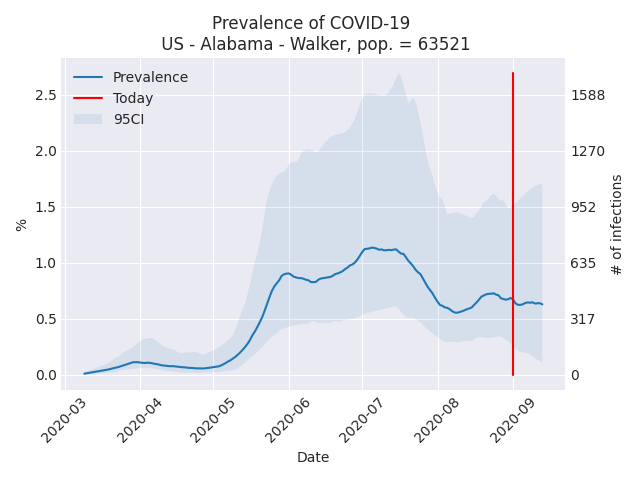 Prevalence of COVID-19
US - Alabama - Walker, pop. = 63521
Prevalence
Today
95CI
2.5
2.0
1.5
1.0
0.5
0.0
%
1588
1270
952
635
317
0
# of infections
2020-03
2020-04
2020-05
2020-06
2020-07
2020-08
2020-09
Date